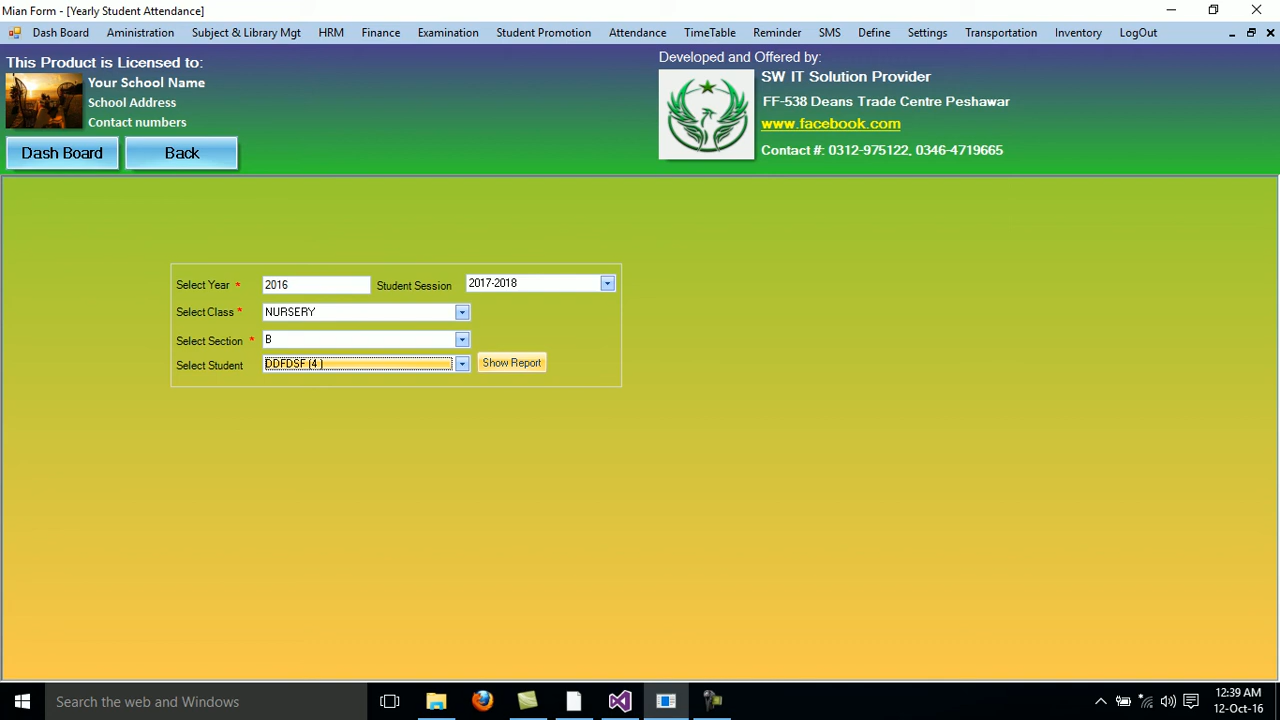 Mian Form - [Yearly Student Attendance]
Dash Board Aministration Subject & Library Mgt HRM Finance Examination Student Promotion Attendance TimeTable Reminder SMS Define Settings Transportation Inventory LogOut
This Product is Licensed to:
Your School Name
School Address
Contact numbers
Dash Board Back
Developed and Offered by:
SW IT Solution Provider
FF-538 Deans Trade Centre Peshawar
www.facebook.com
Contact #: 0312-975122, 0346-4719665
Select Year * 2016 Student Session 2017-2018
Select Class * NURSERY
Select Section * B
Select Student DDFDSF (4 ) Show Report
Search the web and Windows
12:39 AM
12-Oct-16